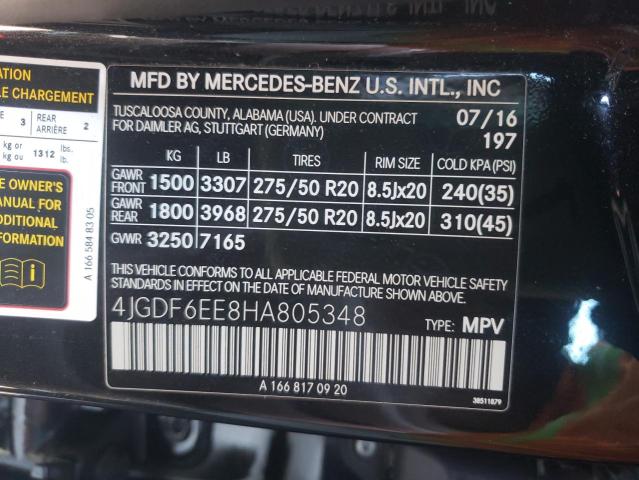 MFD BY MERCEDES-BENZ U.S. INTL., INC
TUSCALOOSA COUNTY, ALABAMA (USA). UNDER CONTRACT
FOR DAIMLER AG, STUTTGART (GERMANY)
07/16
197
KG LB TIRES RIM SIZE COLD KPA(PSI)
GAWR FRONT 1500 3307 275/50 R20 8.5Jx20 240(35)
GAWR REAR 1800 3968 275/50 R20 8.5Jx20 310(45)
GVWR 3250 7165
THIS VEHICLE CONFORMS TO ALL APPLICABLE FEDERAL MOTOR VEHICLE SAFETY
STANDARDS IN EFFECT ON THE DATE OF MANUFACTURE SHOWN ABOVE
4JGDF6EE8HA805348
TYPE: MPV
A 166 817 09 20
38511879
ATION
LE CHARGEMENT
3 REAR ARRIÈRE 2
kg or
kg ou 1312 lbs. lb
E OWNER'S
ANUAL FOR
DDITIONAL
FORMATION
A 166 584 83 05